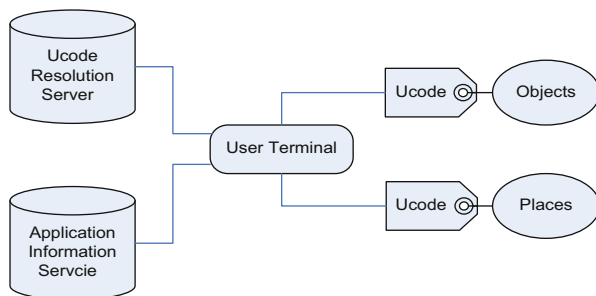 Ucode
Resolution
Server
Ucode
Objects
User Terminal
Application
Information
Servcie
Ucode
Places